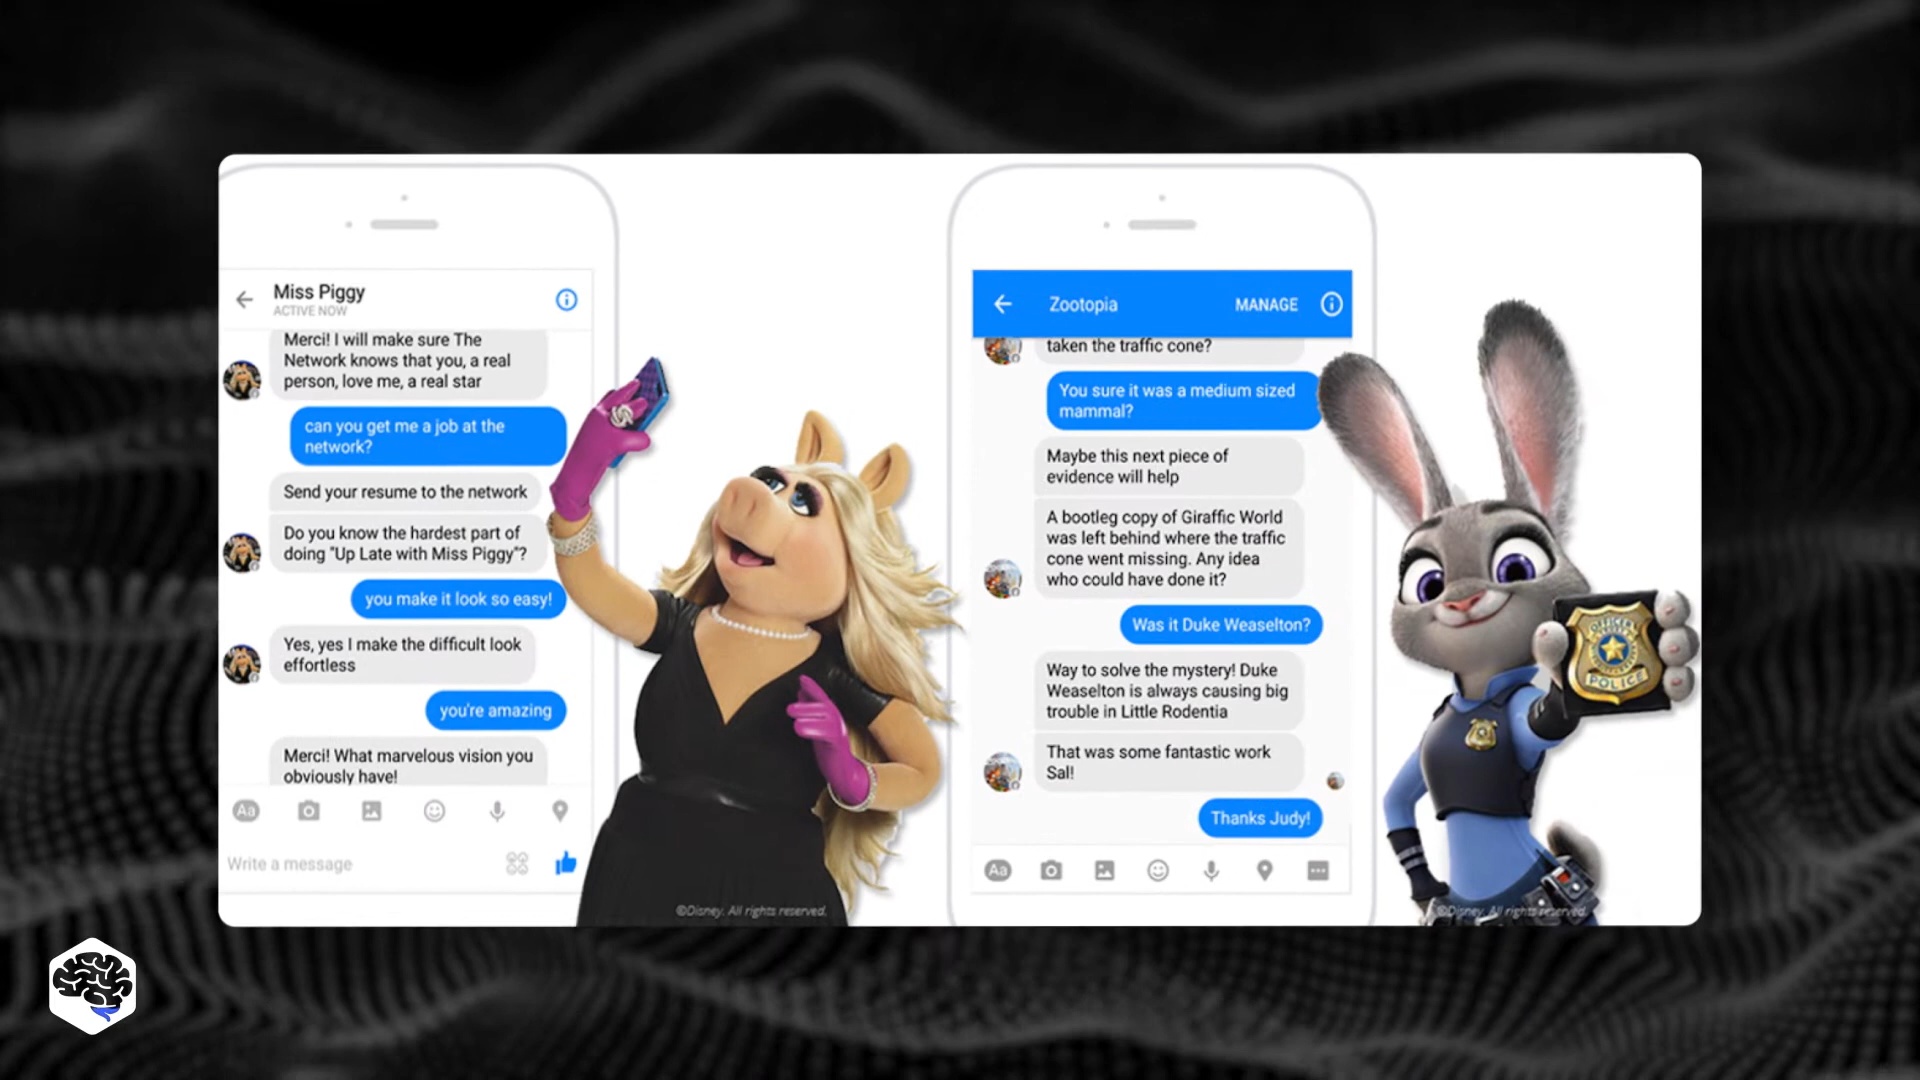 Miss Piggy
ACTIVE NOW
Merci! I will make sure The
Network knows that you, a real
person, love me, a real star
can you get me a job at the
network?
Send your resume to the network
Do you know the hardest part of
doing "Up Late with Miss Piggy"?
you make it look so easy!
Yes, yes I make the difficult look
effortless
you're amazing
Merci! What marvelous vision you
obviously have!
Aa
Write a message
©Disney. All rights reserved.
Zootopia
MANAGE
taken the traffic cone?
You sure it was a medium sized
mammal?
Maybe this next piece of
evidence will help
A bootleg copy of Giraffic World
was left behind where the traffic
cone went missing. Any idea
who could have done it?
Was it Duke Weaselton?
Way to solve the mystery! Duke
Weaselton is always causing big
trouble in Little Rodentia
That was some fantastic work
Sal!
Thanks Judy!
Aa
OFFICER
POLICE
©Disney. All rights reserved.